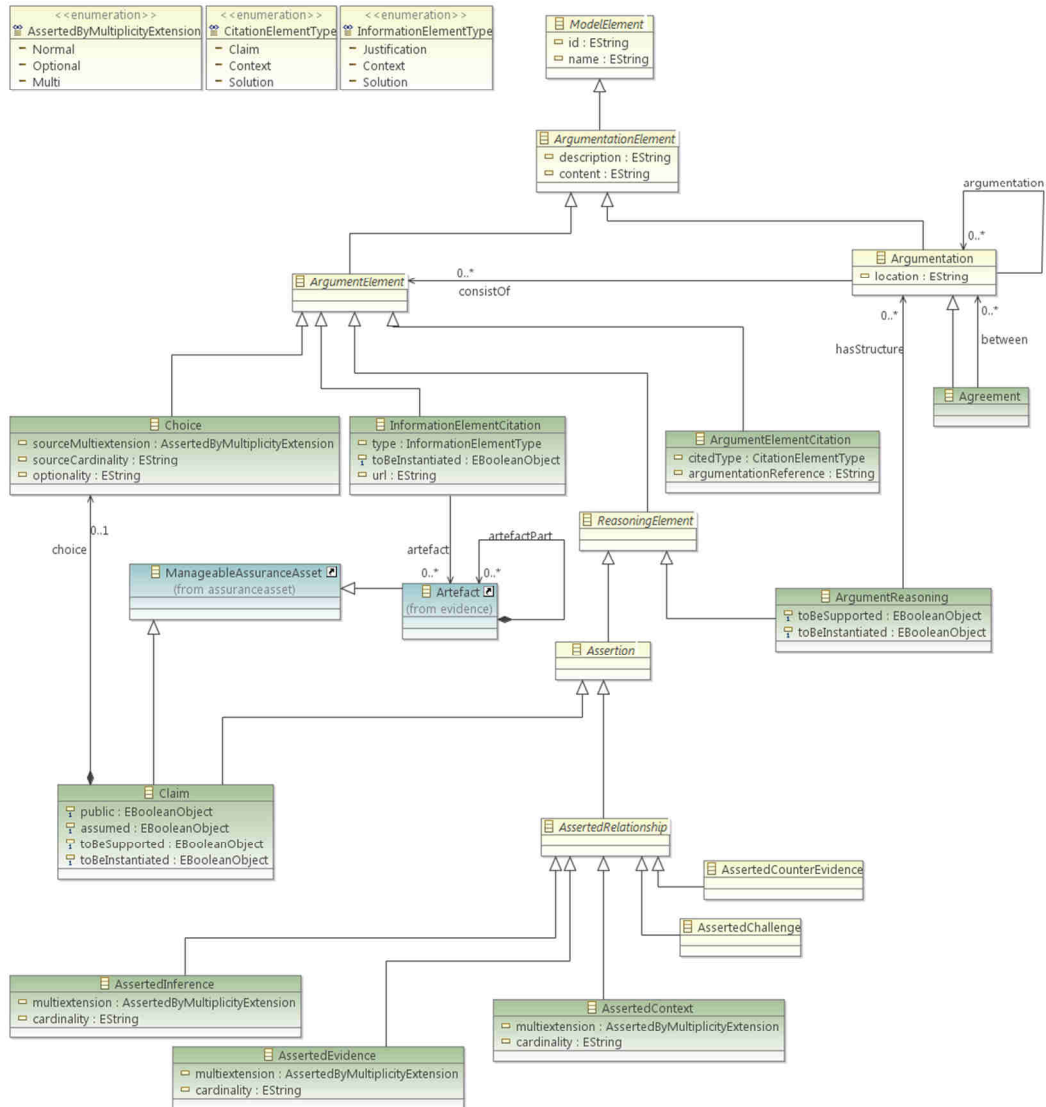 <<enumeration>>
AssertedByMultiplicityExtension
Normal
Optional
Multi
<<enumeration>>
CitationElementType
Claim
Context
Solution
<<enumeration>>
InformationElementType
Justification
Context
Solution
ModelElement
id : EString
name : EString
ArgumentationElement
description : EString
content : EString
argumentation
0..*
Argumentation
location : EString
ArgumentElement
0..*
consistOf
0..*
0..*
hasStructure
between
Agreement
Choice
sourceMultiextension : AssertedByMultiplicityExtension
sourceCardinality : EString
optionality : EString
InformationElementCitation
type : InformationElementType
toBeInstantiated : EBooleanObject
url : EString
ArgumentElementCitation
citedType : CitationElementType
argumentationReference : EString
0..1
choice
ReasoningElement
artefactPart
artefact
0..*
0..*
ManageableAssuranceAsset
(from assuranceasset)
Artefact
(from evidence)
ArgumentReasoning
toBeSupported : EBooleanObject
toBeInstantiated : EBooleanObject
Assertion
Claim
public : EBooleanObject
assumed : EBooleanObject
toBeSupported : EBooleanObject
toBeInstantiated : EBooleanObject
AssertedRelationship
AssertedCounterEvidence
AssertedChallenge
AssertedInference
multiextension : AssertedByMultiplicityExtension
cardinality : EString
AssertedContext
multiextension : AssertedByMultiplicityExtension
cardinality : EString
AssertedEvidence
multiextension : AssertedByMultiplicityExtension
cardinality : EString